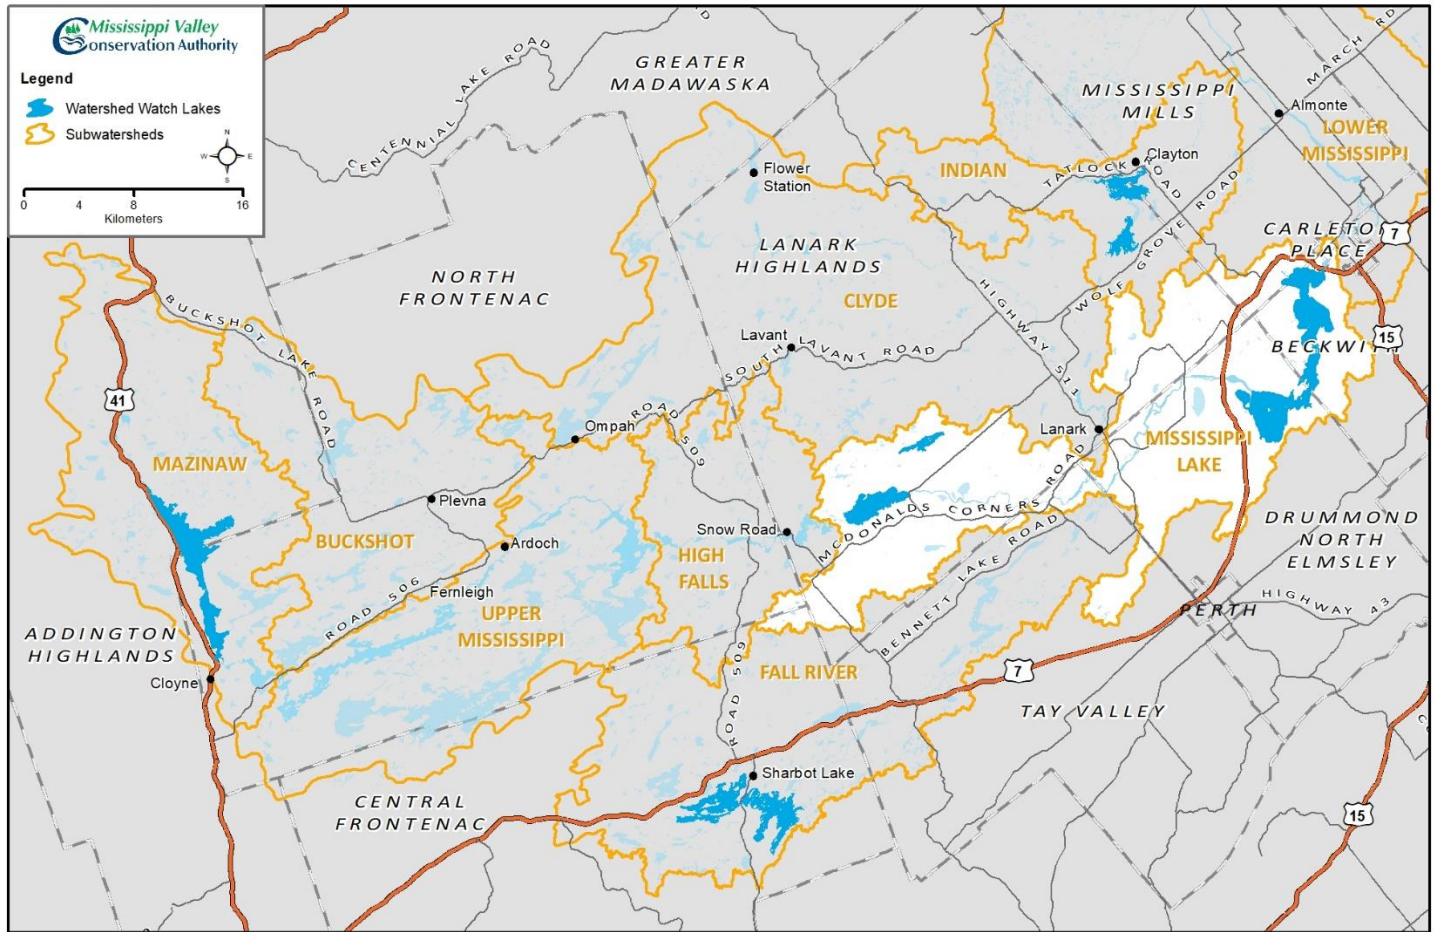 Mississippi Valley
Conservation Authority
Legend
Watershed Watch Lakes
Subwatersheds
N
W E
S
0 4 8 16
Kilometers
CENTENNIAL LAKE ROAD
GREATER
MADAWASKA
MISSISSIPPI
MILLS
MARCH RD
Almonte
LOWER
MISSISSIPPI
Clayton
INDIAN
TATLOCK ROAD
Flower
Station
WOLF GROVE ROAD
CARLETON
PLACE
7
LANARK
HIGHLANDS
NORTH
FRONTENAC
CLYDE
HIGHWAY 511
BUCKSHOT LAKE ROAD
Lavant
SOUTH LAVANT ROAD
BECKWITH
15
41
Ompah
ROAD 509
Lanark
MISSISSIPPI
LAKE
MAZINAW
Plevna
Snow Road
MCDONALDS CORNERS ROAD
DRUMMOND
NORTH
ELMSLEY
BUCKSHOT
Ardoch
HIGH
FALLS
BENNETT LAKE ROAD
ROAD 506
Fernleigh
UPPER
MISSISSIPPI
PERTH
HIGHWAY 43
ADDINGTON
HIGHLANDS
Cloyne
FALL RIVER
7
ROAD 509
TAY VALLEY
Sharbot Lake
CENTRAL
FRONTENAC
15